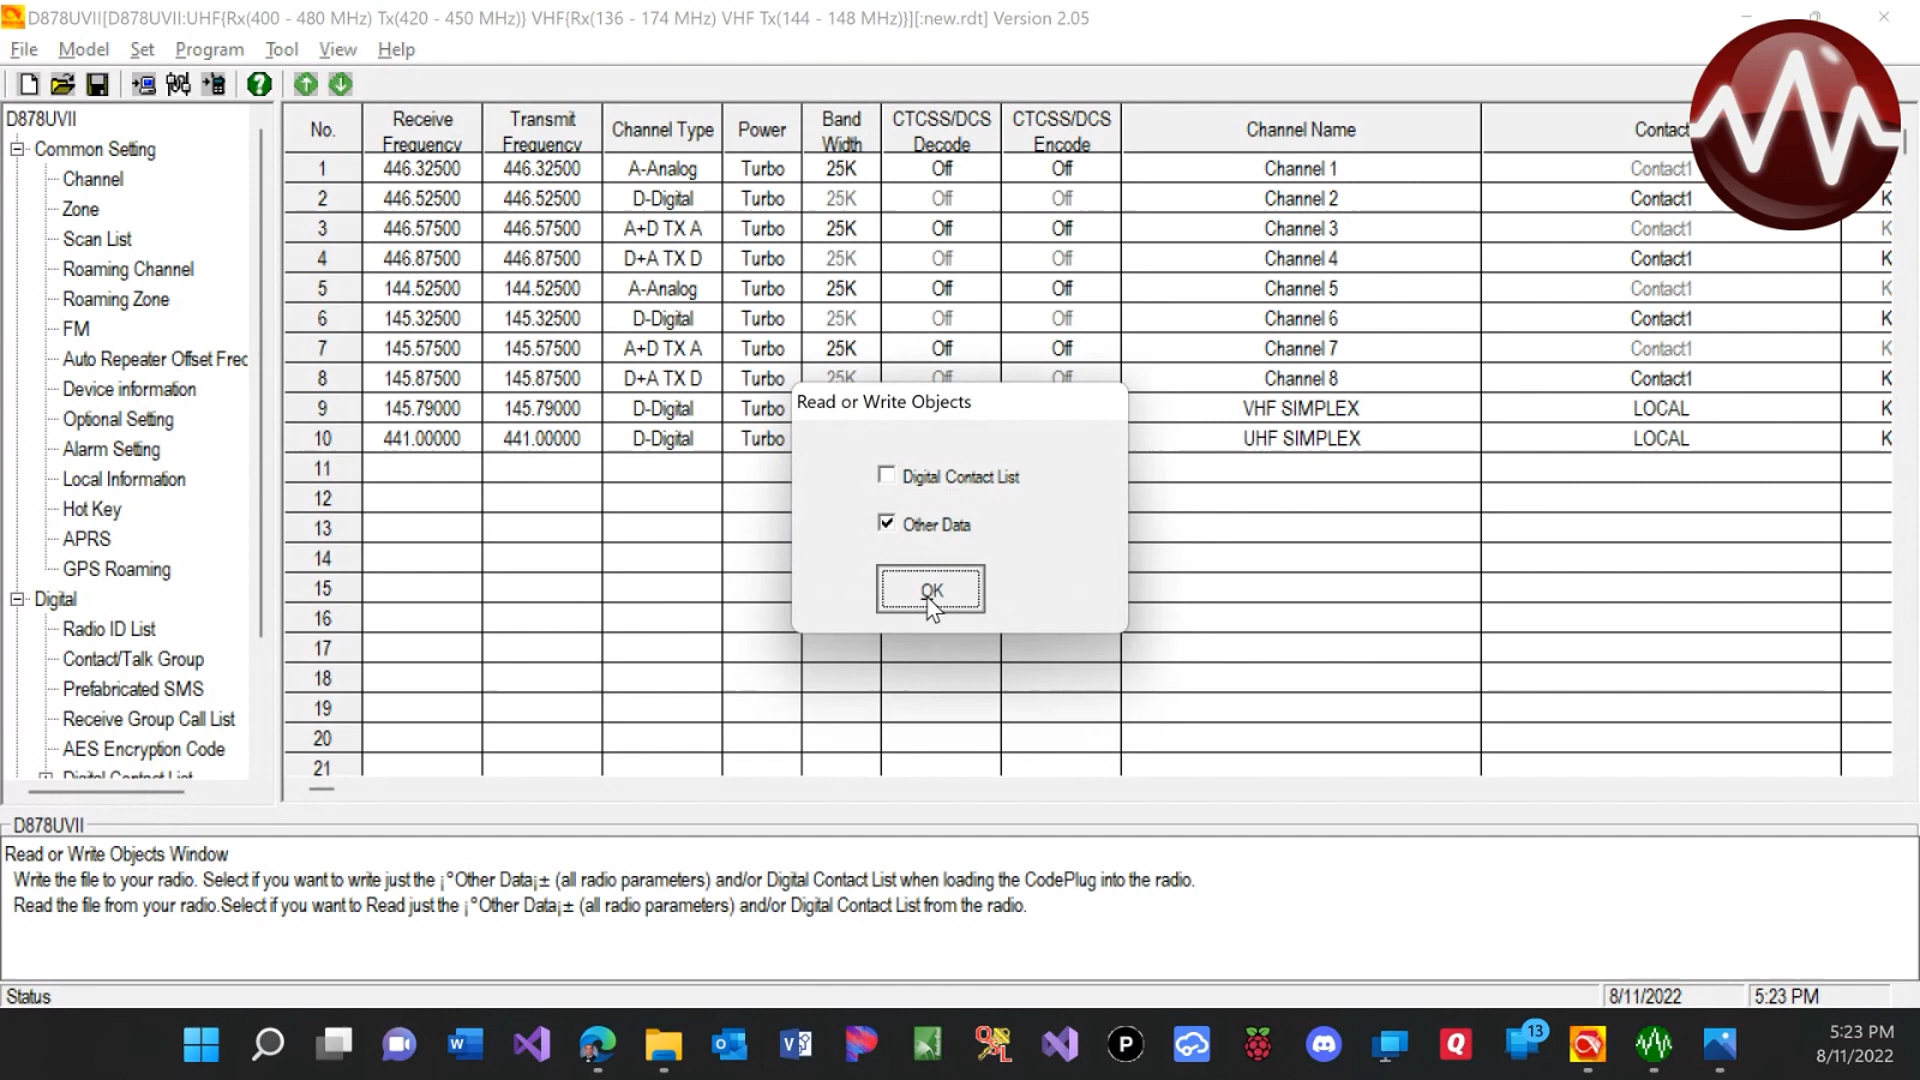 D878UVII[D878UVII:UHF{Rx(400 - 480 MHz) Tx(420 - 450 MHz)} VHF{Rx(136 - 174 MHz) VHF Tx(144 - 148 MHz)}][:new.rdt] Version 2.05
File Model Set Program Tool View Help
D878UVII
Common Setting
Channel
Zone
Scan List
Roaming Channel
Roaming Zone
FM
Auto Repeater Offset Frec
Device information
Optional Setting
Alarm Setting
Local Information
Hot Key
APRS
GPS Roaming
Digital
Radio ID List
Contact/Talk Group
Prefabricated SMS
Receive Group Call List
AES Encryption Code
Digital Contact List
No. Receive Frequency Transmit Frequency Channel Type Power Band Width CTCSS/DCS Decode CTCSS/DCS Encode Channel Name Contact
1 446.32500 446.32500 A-Analog Turbo 25K Off Off Channel 1 Contact1
2 446.52500 446.52500 D-Digital Turbo 25K Off Off Channel 2 Contact1 K
3 446.57500 446.57500 A+D TX A Turbo 25K Off Off Channel 3 Contact1 K
4 446.87500 446.87500 D+A TX D Turbo 25K Off Off Channel 4 Contact1 K
5 144.52500 144.52500 A-Analog Turbo 25K Off Off Channel 5 Contact1 K
6 145.32500 145.32500 D-Digital Turbo 25K Off Off Channel 6 Contact1 K
7 145.57500 145.57500 A+D TX A Turbo 25K Off Off Channel 7 Contact1 K
8 145.87500 145.87500 D+A TX D Turbo 25K Off Off Channel 8 Contact1 K
9 145.79000 145.79000 D-Digital Turbo VHF SIMPLEX LOCAL K
10 441.00000 441.00000 D-Digital Turbo UHF SIMPLEX LOCAL K
11
12
13
14
15
16
17
18
19
20
21
Read or Write Objects
Digital Contact List
Other Data
OK
D878UVII
Read or Write Objects Window
Write the file to your radio. Select if you want to write just the ¡°Other Data¡± (all radio parameters) and/or Digital Contact List when loading the CodePlug into the radio.
Read the file from your radio.Select if you want to Read just the ¡°Other Data¡± (all radio parameters) and/or Digital Contact List from the radio.
Status 8/11/2022 5:23 PM
13
5:23 PM
8/11/2022